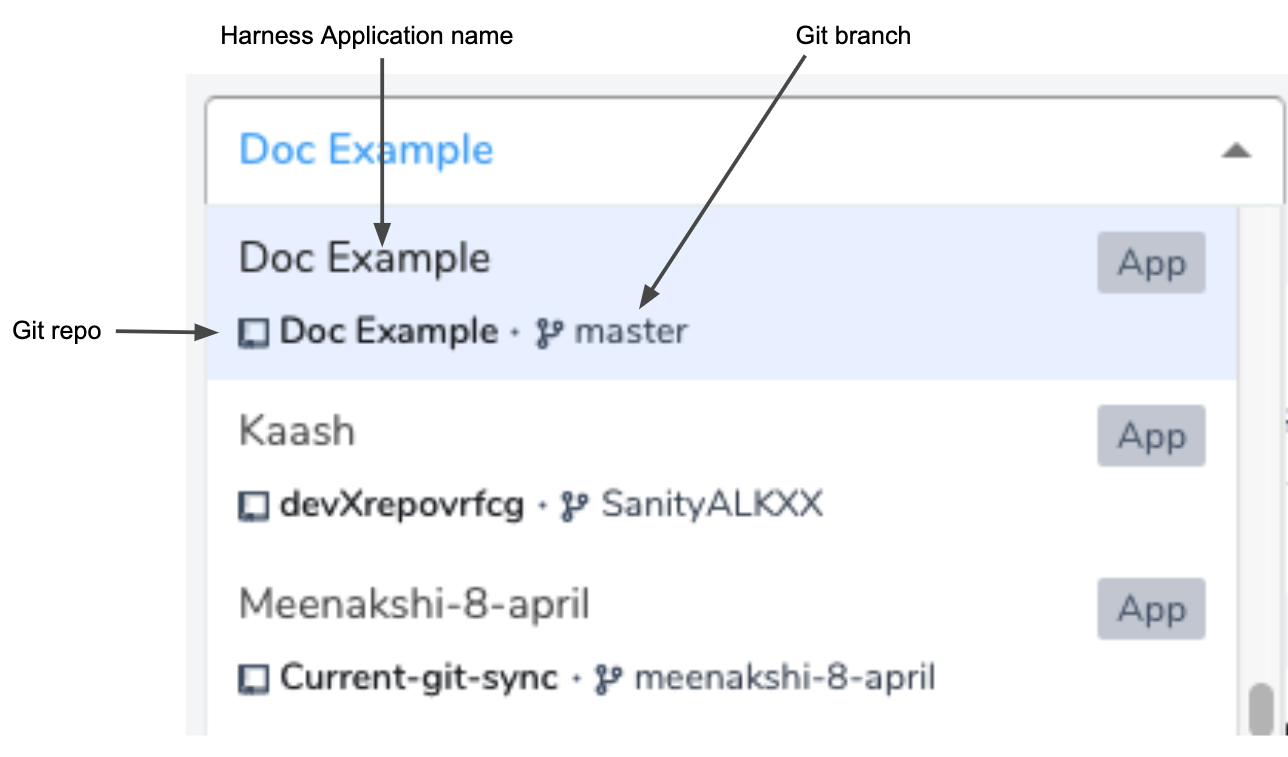 Harness Application name
Git branch
Doc Example
Doc Example
App
Git repo
Doc Example · master
Kaash
App
devXrepovrfcg · SanityALKXX
Meenakshi-8-april
App
Current-git-sync · meenakshi-8-april